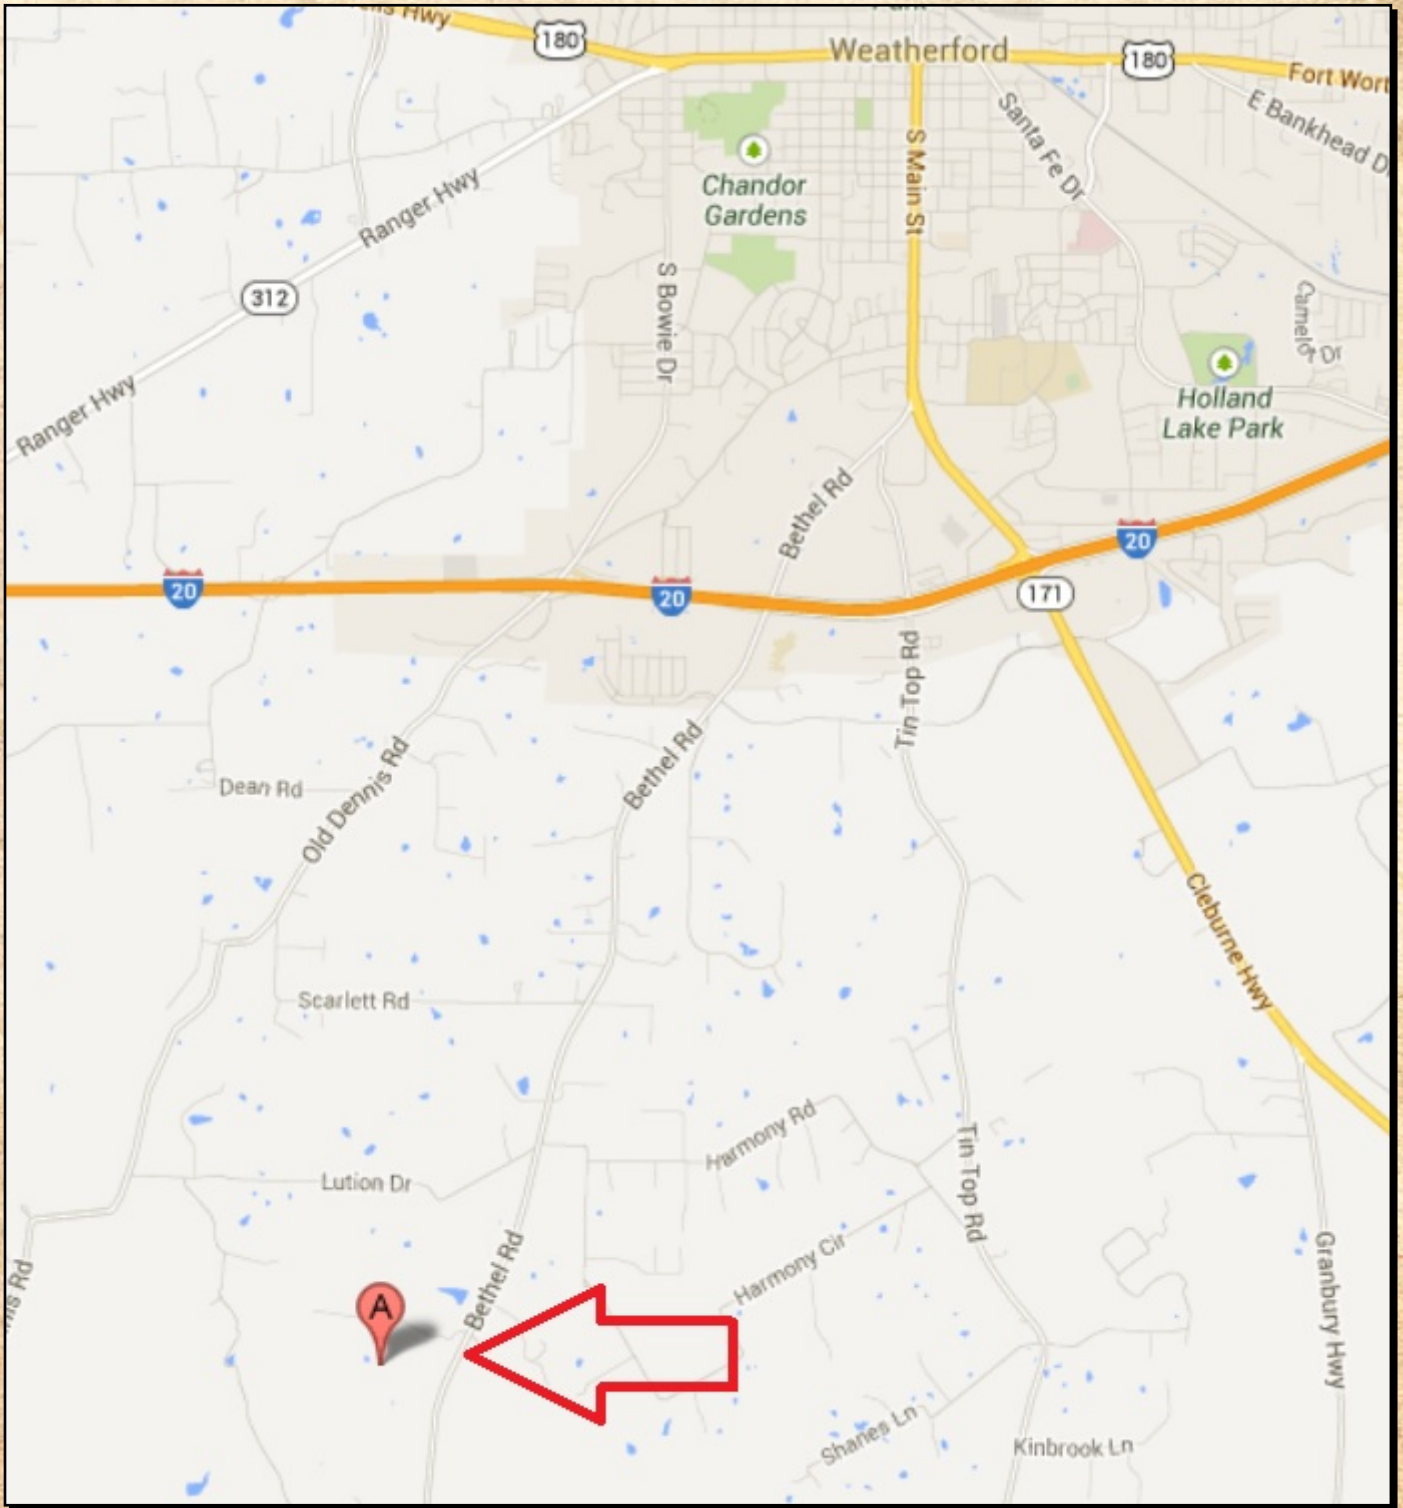 180
Weatherford
180
Fort Wort
E Bankhead D
Santa Fe Dr
S Main St
Chandor
Gardens
Ranger Hwy
312
S Bowie Dr
Camelot Dr
Holland
Lake Park
Ranger Hwy
Bethel Rd
20
20
20
171
Tin Top Rd
Bethel Rd
Old Dennis Rd
Dean Rd
Cleburne Hwy
Scarlett Rd
Harmony Rd
Tin Top Rd
Lution Dr
Bethel Rd
Harmony Cir
Granbury Hwy
A
Shanes Ln
Kinbrook Ln